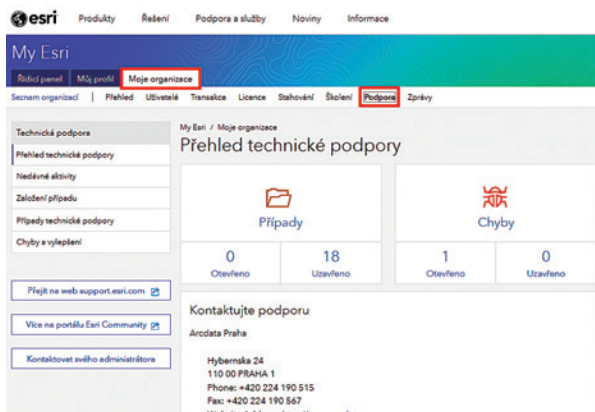 esri Produkty Řešení Podpora a služby Noviny Informace
My Esri
Řídicí panel Můj profil Moje organizace
Seznam organizací | Přehled Uživatelé Transakce Licence Stahování Školení Podpora Zprávy
Technická podpora
Přehled technické podpory
Nedávné aktivity
Založení případu
Případy technické podpory
Chyby a vylepšení
Přejít na web support.esri.com
Více na portálu Esri Community
Kontaktovat svého administrátora
My Esri / Moje organizace
Přehled technické podpory
Případy
0 18
Otevřeno Uzavřeno
Chyby
1 0
Otevřeno Uzavřeno
Kontaktujte podporu
Arcdata Praha
Hybernska 24
110 00 PRAHA 1
Phone: +420 224 190 515
Fax: +420 224 190 567